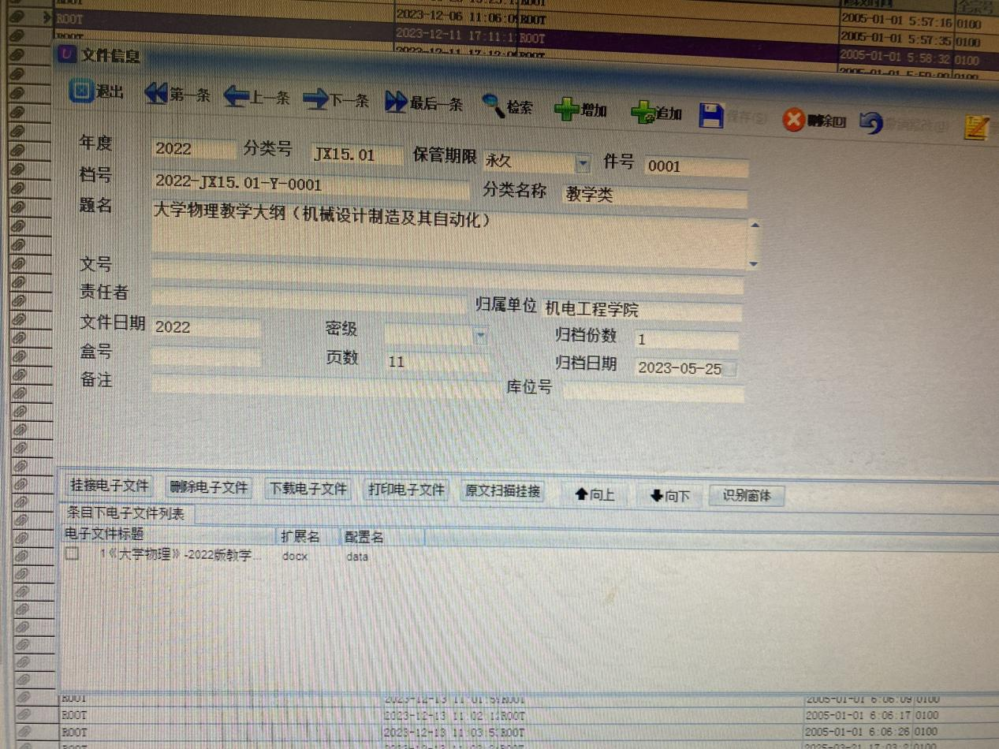 ROOT
2023-12-06 11:06:0 ROOT
2005-01-01 5:57:16 0100
ROOT
2023-12-11 17:11:1 ROOT
2005-01-01 5:57:35 0100
2005-01-01 5:58:32 0100
文件信息
退出 第一条 上一条 下一条 最后一条 检索 增加 追加 保存(S) 删除(D)
年度 2022 分类号 JX15.01 保管期限 永久 件号 0001
档号 2022-JX15.01-Y-0001 分类名称 教学类
题名 大学物理教学大纲（机械设计制造及其自动化）
文号
责任者 归属单位 机电工程学院
文件日期 2022 密级 归档份数 1
盒号 页数 11 归档日期 2023-05-25
备注 库位号
挂接电子文件 删除电子文件 下载电子文件 打印电子文件 原文扫描挂接 向上 向下 识别窗体
条目下电子文件列表
电子文件标题 扩展名 配置名
1《大学物理》-2022版教学... docx data
ROOT 2023-12-13 11:01:5 ROOT 2005-01-01 6:06:09 0100
ROOT 2023-12-13 11:02:1 ROOT 2005-01-01 6:06:17 0100
ROOT 2023-12-13 11:03:5 ROOT 2005-01-01 6:06:26 0100